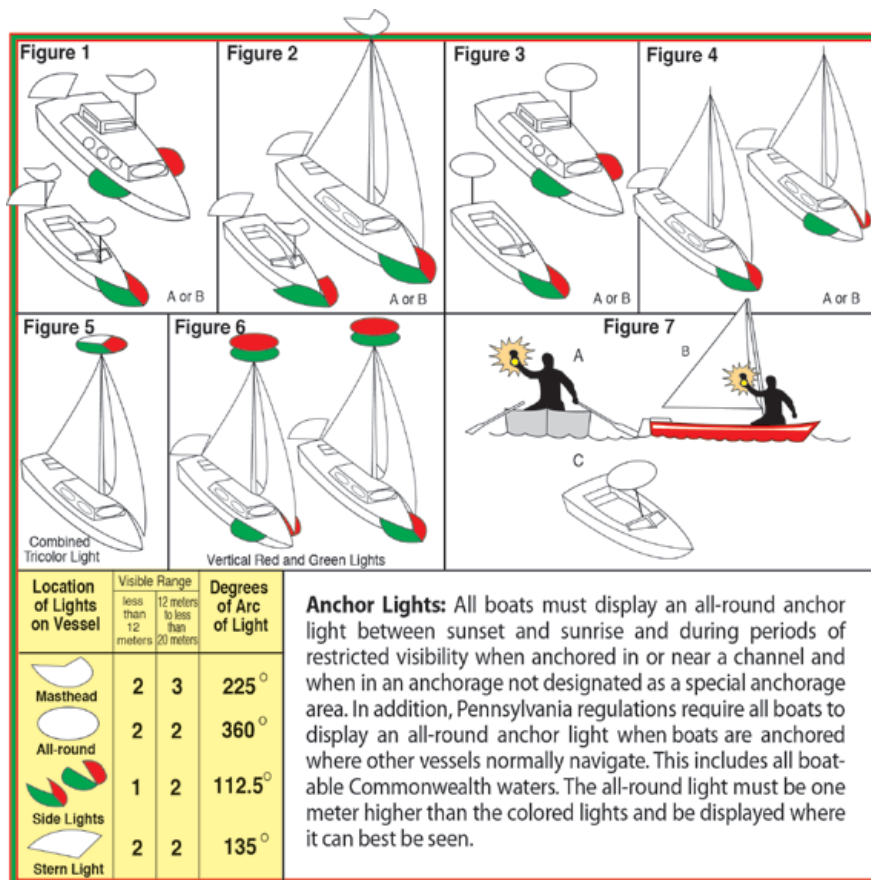 Figure 1
Figure 2
Figure 3
Figure 4
A or B
A or B
A or B
A or B
Figure 5
Figure 6
Figure 7
A
B
C
Combined
Tricolor Light
Vertical Red and Green Lights
Location
of Lights
on Vessel
Visible Range
less
than
12
meters
12 meters
to less
than
20 meters
Degrees
of Arc
of Light
Masthead
2 3 225°
All-round
2 2 360°
Side Lights
1 2 112.5°
Stern Light
2 2 135°
Anchor Lights: All boats must display an all-round anchor
light between sunset and sunrise and during periods of
restricted visibility when anchored in or near a channel and
when in an anchorage not designated as a special anchorage
area. In addition, Pennsylvania regulations require all boats to
display an all-round anchor light when boats are anchored
where other vessels normally navigate. This includes all boat-
able Commonwealth waters. The all-round light must be one
meter higher than the colored lights and be displayed where
it can best be seen.